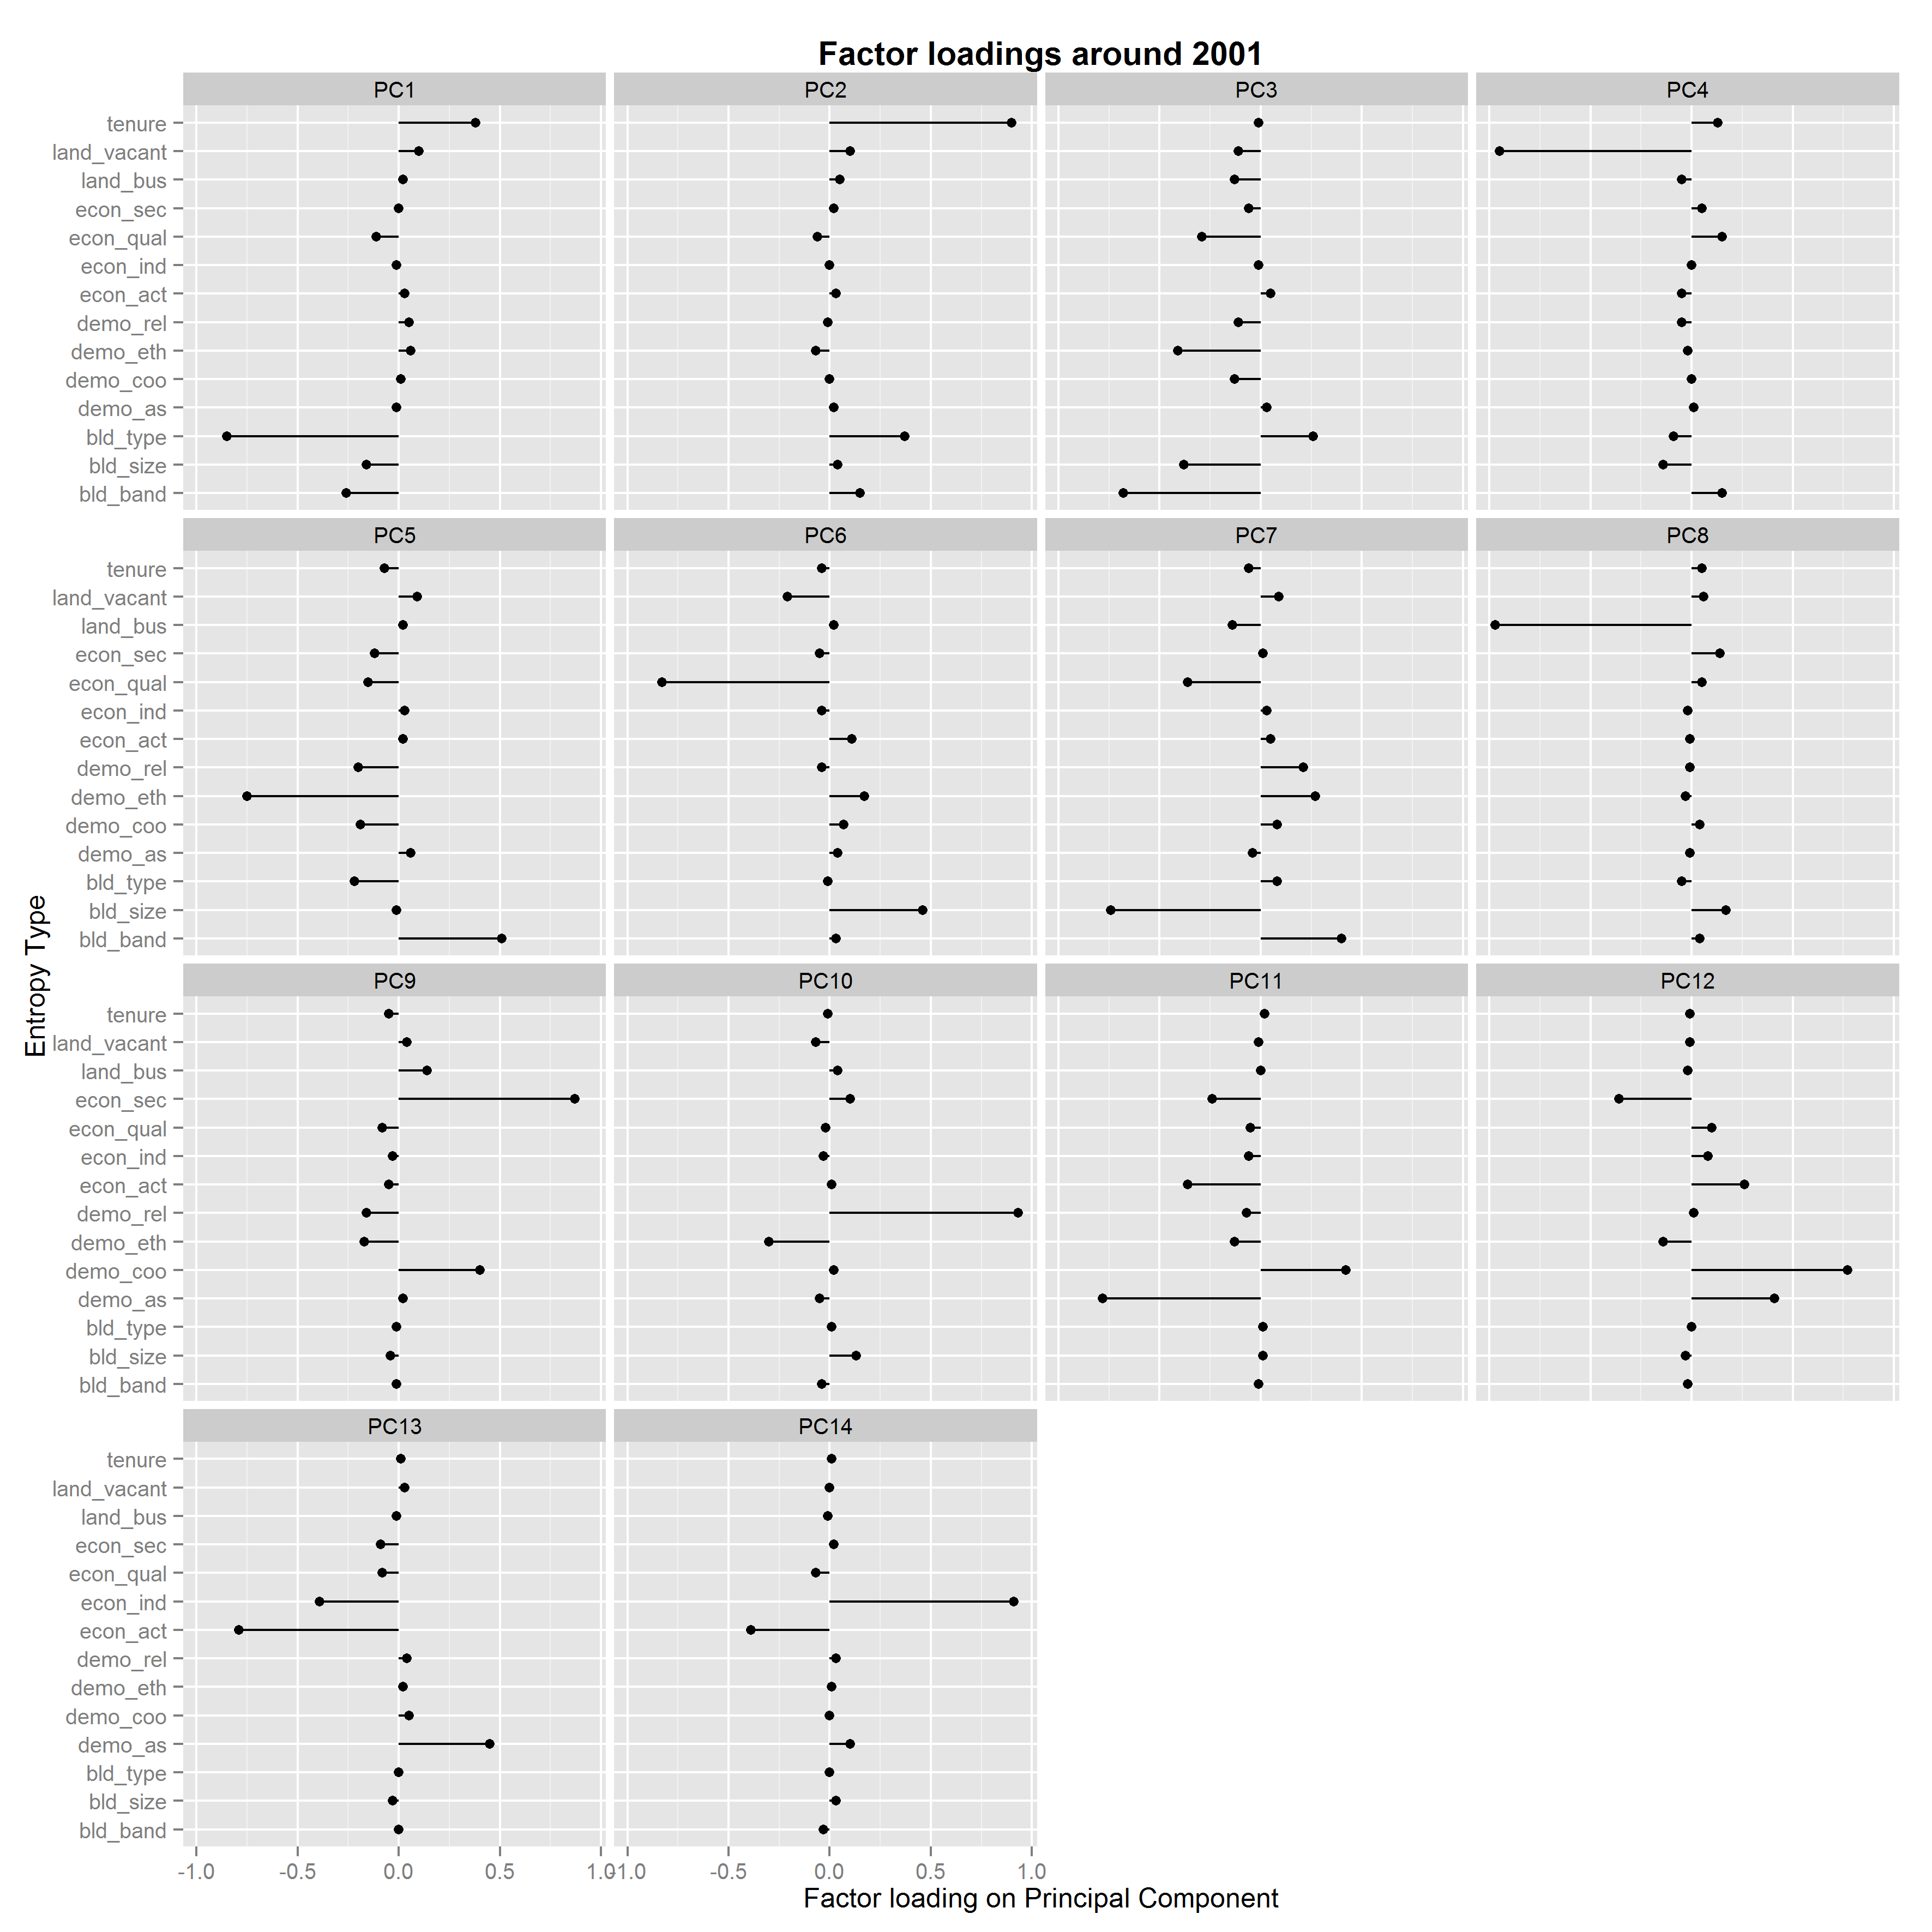 Factor loadings around 2001
PC1 PC2 PC3 PC4
tenure
land_vacant
land_bus
econ_sec
econ_qual
econ_ind
econ_act
demo_rel
demo_eth
demo_coo
demo_as
bld_type
bld_size
bld_band
PC5 PC6 PC7 PC8
tenure
land_vacant
land_bus
econ_sec
econ_qual
econ_ind
econ_act
demo_rel
demo_eth
demo_coo
demo_as
bld_type
bld_size
bld_band
Entropy Type
PC9 PC10 PC11 PC12
tenure
land_vacant
land_bus
econ_sec
econ_qual
econ_ind
econ_act
demo_rel
demo_eth
demo_coo
demo_as
bld_type
bld_size
bld_band
PC13 PC14
tenure
land_vacant
land_bus
econ_sec
econ_qual
econ_ind
econ_act
demo_rel
demo_eth
demo_coo
demo_as
bld_type
bld_size
bld_band
-1.0 -0.5 0.0 0.5 1.0 -1.0 -0.5 0.0 0.5 1.0
Factor loading on Principal Component